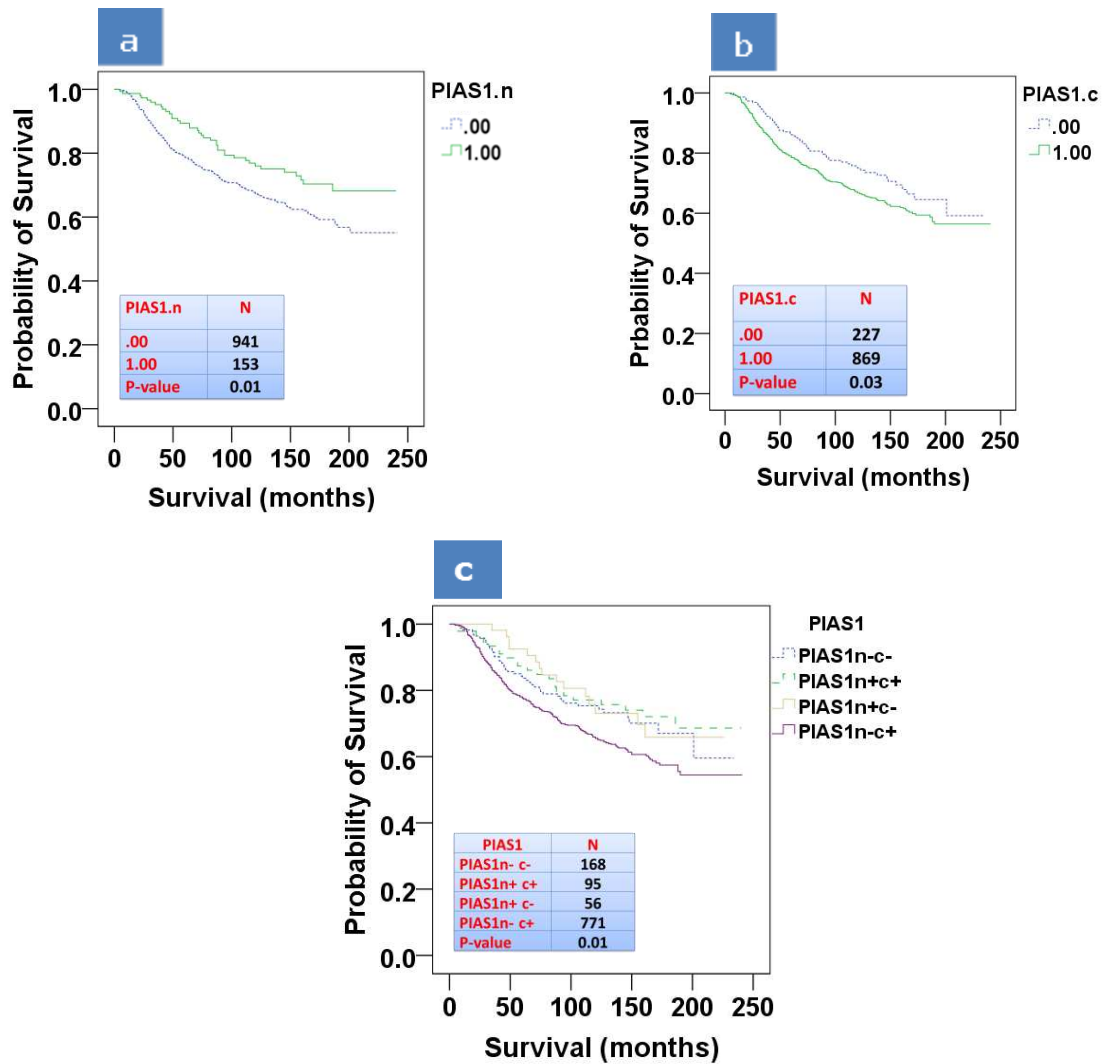 a
1.0
0.8
0.6
0.4
0.2
0.0
Probability of Survival
0 50 100 150 200 250
Survival (months)
PIAS1.n
.00
1.00
PIAS1.n N
.00 941
1.00 153
P-value 0.01
b
1.0
0.8
0.6
0.4
0.2
0.0
Prbability of Survival
0 50 100 150 200 250
Survival (months)
PIAS1.c
.00
1.00
PIAS1.c N
.00 227
1.00 869
P-value 0.03
c
1.0
0.8
0.6
0.4
0.2
0.0
Probability of Survival
0 50 100 150 200 250
Survival (months)
PIAS1
PIAS1n-c-
PIAS1n+c+
PIAS1n+c-
PIAS1n-c+
PIAS1 N
PIAS1n- c- 168
PIAS1n+ c+ 95
PIAS1n+ c- 56
PIAS1n- c+ 771
P-value 0.01